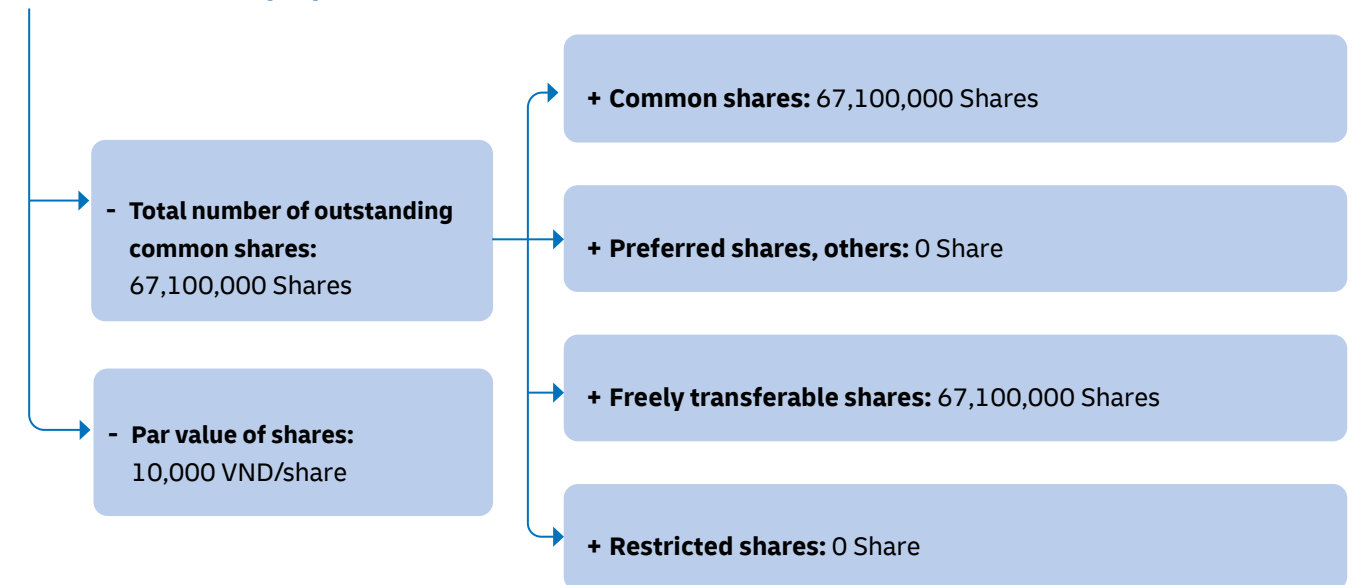 - Total number of outstanding
common shares:
67,100,000 Shares
- Par value of shares:
10,000 VND/share
+ Common shares: 67,100,000 Shares
+ Preferred shares, others: 0 Share
+ Freely transferable shares: 67,100,000 Shares
+ Restricted shares: 0 Share